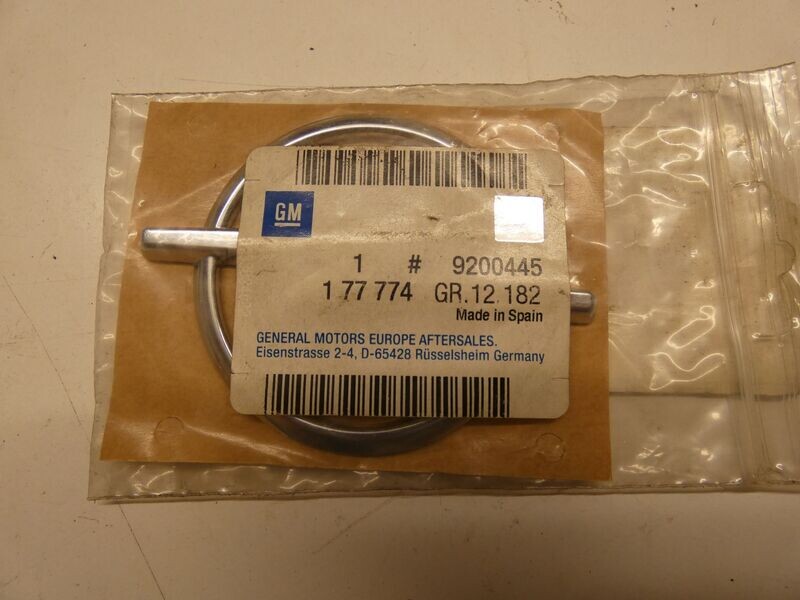 GM
1 # 9200445
1 77 774 GR.12.182
Made in Spain
GENERAL MOTORS EUROPE AFTERSALES.
Eisenstrasse 2-4, D-65428 Rüsselsheim Germany